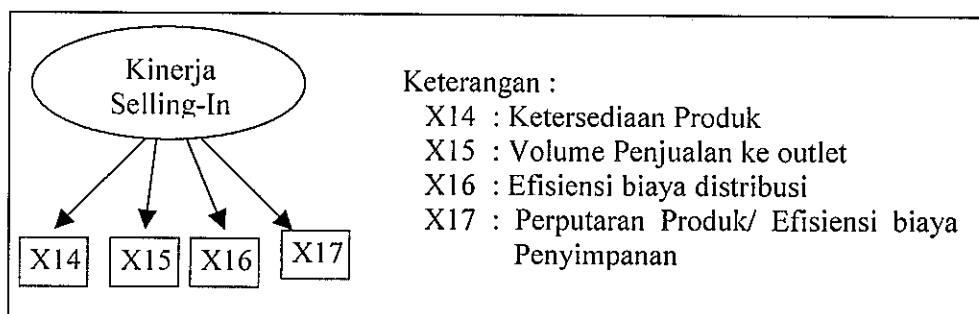 Kinerja
Selling-In
X14
X15
X16
X17
Keterangan :
X14 : Ketersediaan Produk
X15 : Volume Penjualan ke outlet
X16 : Efisiensi biaya distribusi
X17 : Perputaran Produk/ Efisiensi biaya
Penyimpanan